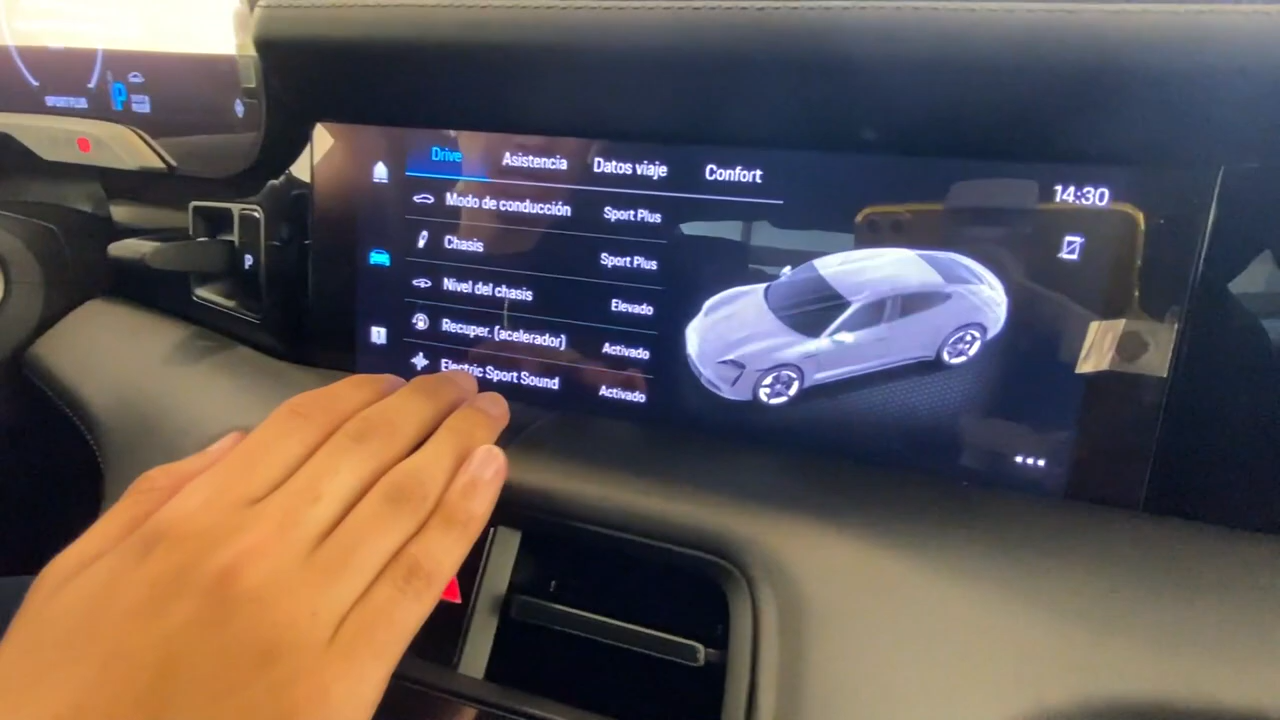 SPORT PLUS
P
P
Drive Asistencia Datos viaje Confort
14:30
Modo de conducción Sport Plus
Chasis Sport Plus
Nivel del chasis Elevado
Recuper. (acelerador) Activado
Electric Sport Sound Activado